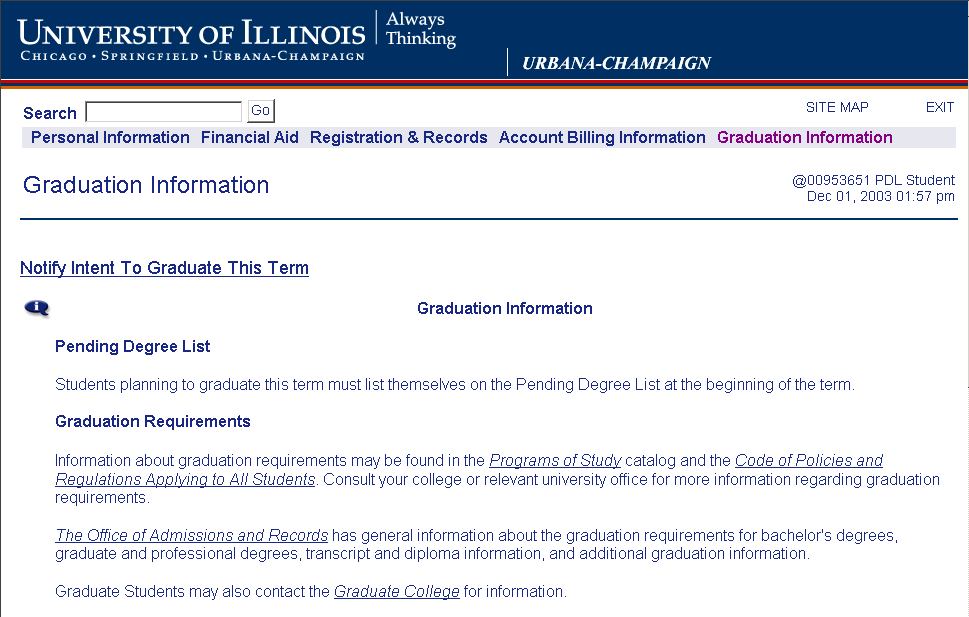 UNIVERSITY OF ILLINOIS
CHICAGO • SPRINGFIELD • URBANA-CHAMPAIGN
Always
Thinking
URBANA-CHAMPAIGN
Search Go
SITE MAP EXIT
Personal Information Financial Aid Registration & Records Account Billing Information Graduation Information
Graduation Information
@00953651 PDL Student
Dec 01, 2003 01:57 pm
Notify Intent To Graduate This Term
Graduation Information
Pending Degree List
Students planning to graduate this term must list themselves on the Pending Degree List at the beginning of the term.
Graduation Requirements
Information about graduation requirements may be found in the Programs of Study catalog and the Code of Policies and
Regulations Applying to All Students. Consult your college or relevant university office for more information regarding graduation
requirements.
The Office of Admissions and Records has general information about the graduation requirements for bachelor's degrees,
graduate and professional degrees, transcript and diploma information, and additional graduation information.
Graduate Students may also contact the Graduate College for information.